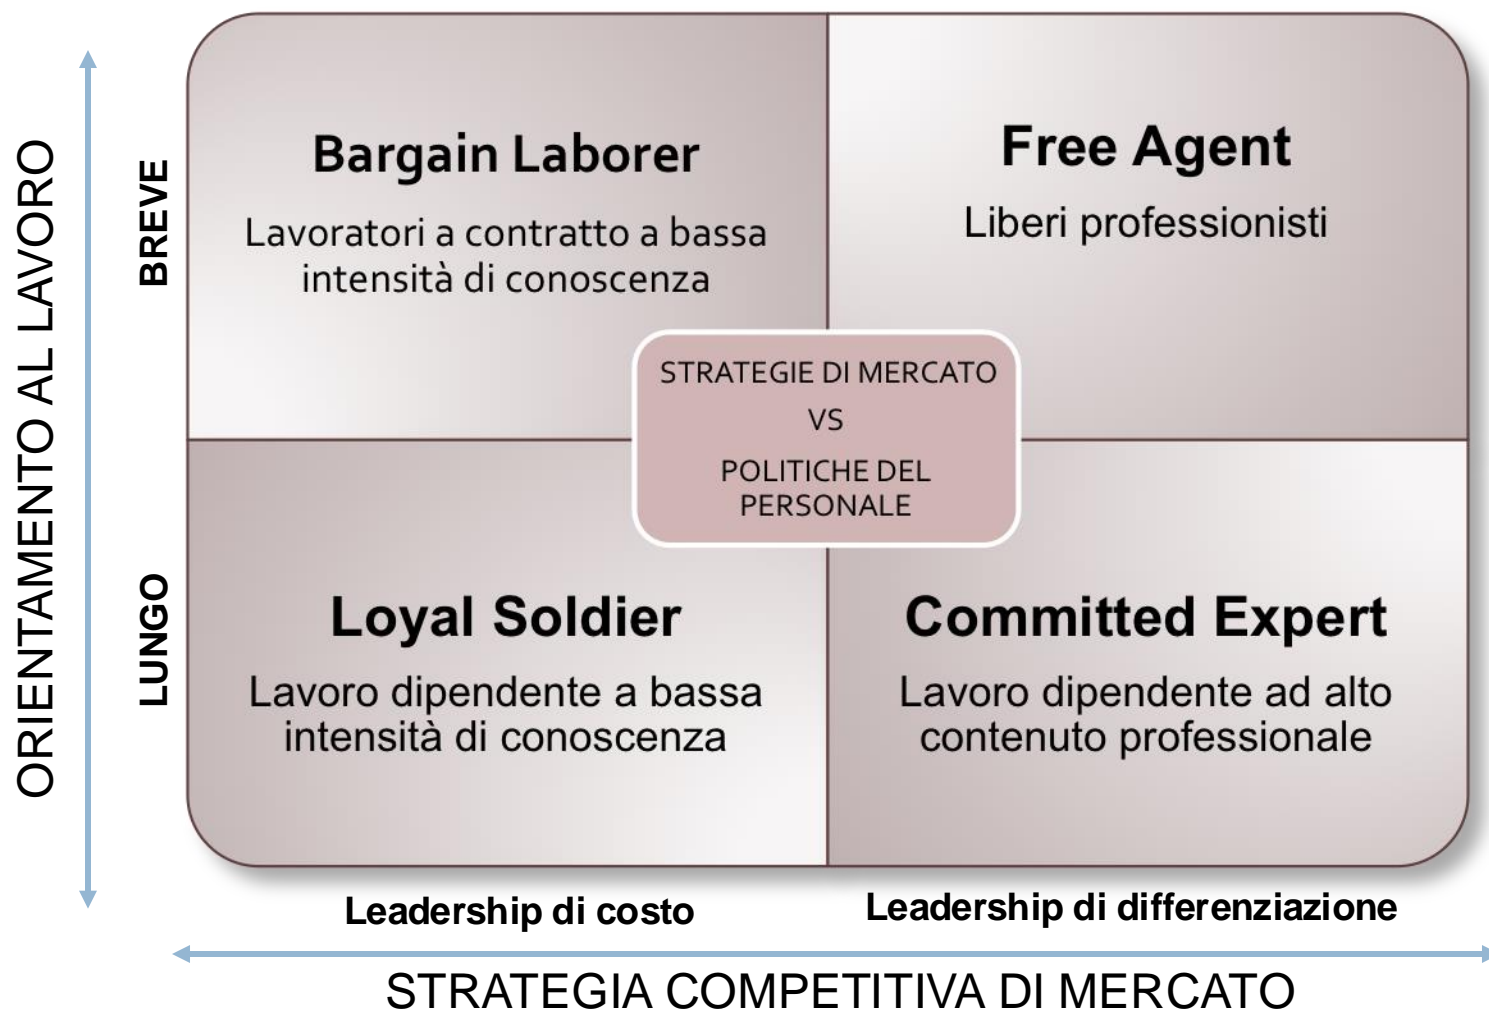 ORIENTAMENTO AL LAVORO
BREVE
LUNGO
Bargain Laborer
Lavoratori a contratto a bassa
intensità di conoscenza
Free Agent
Liberi professionisti
STRATEGIE DI MERCATO
VS
POLITICHE DEL
PERSONALE
Loyal Soldier
Lavoro dipendente a bassa
intensità di conoscenza
Committed Expert
Lavoro dipendente ad alto
contenuto professionale
Leadership di costo
Leadership di differenziazione
STRATEGIA COMPETITIVA DI MERCATO